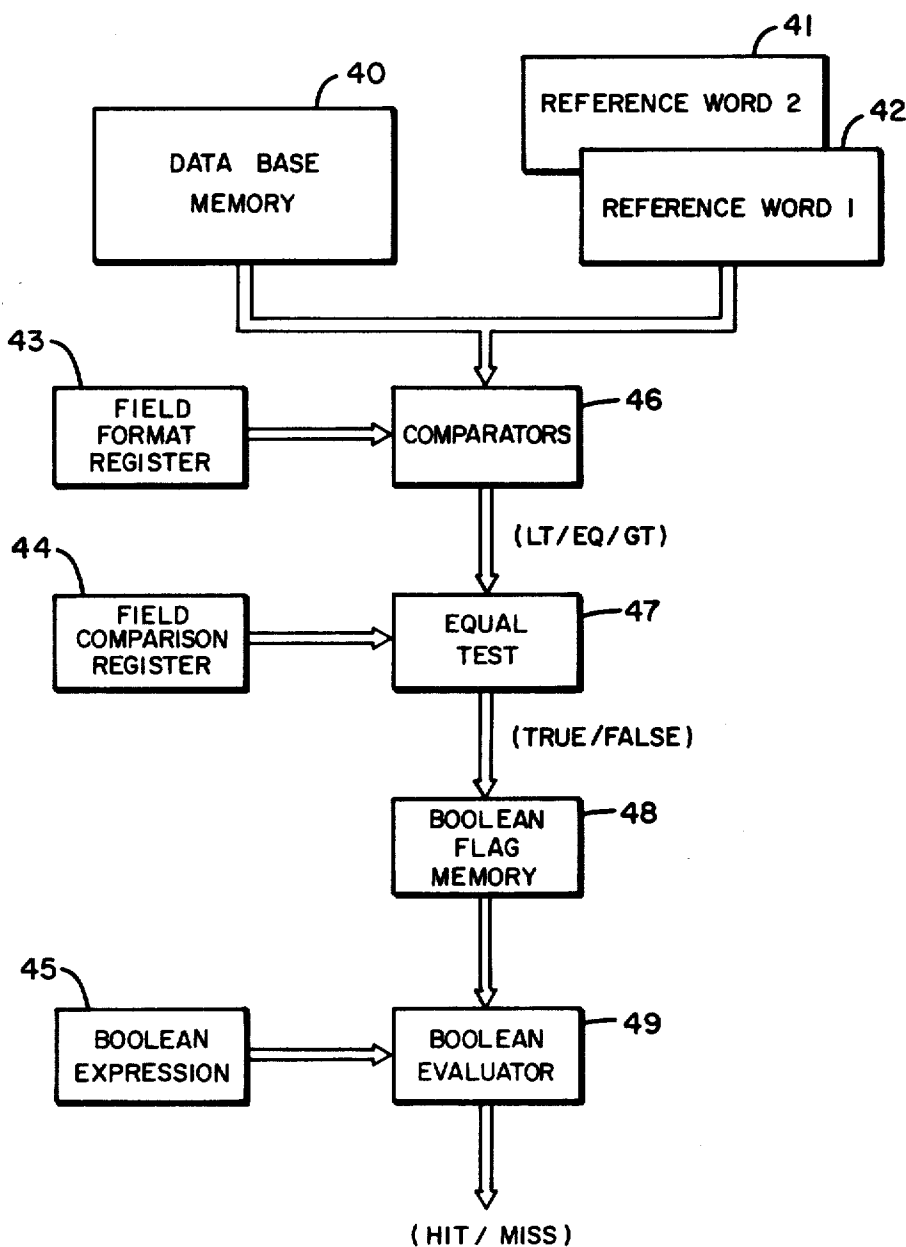 41
40
REFERENCE WORD 2
42
DATA BASE
MEMORY
REFERENCE WORD 1
43
FIELD
FORMAT
REGISTER
46
COMPARATORS
(LT/EQ/GT)
44
FIELD
COMPARISON
REGISTER
47
EQUAL
TEST
(TRUE/FALSE)
48
BOOLEAN
FLAG
MEMORY
45
BOOLEAN
EXPRESSION
49
BOOLEAN
EVALUATOR
(HIT / MISS)